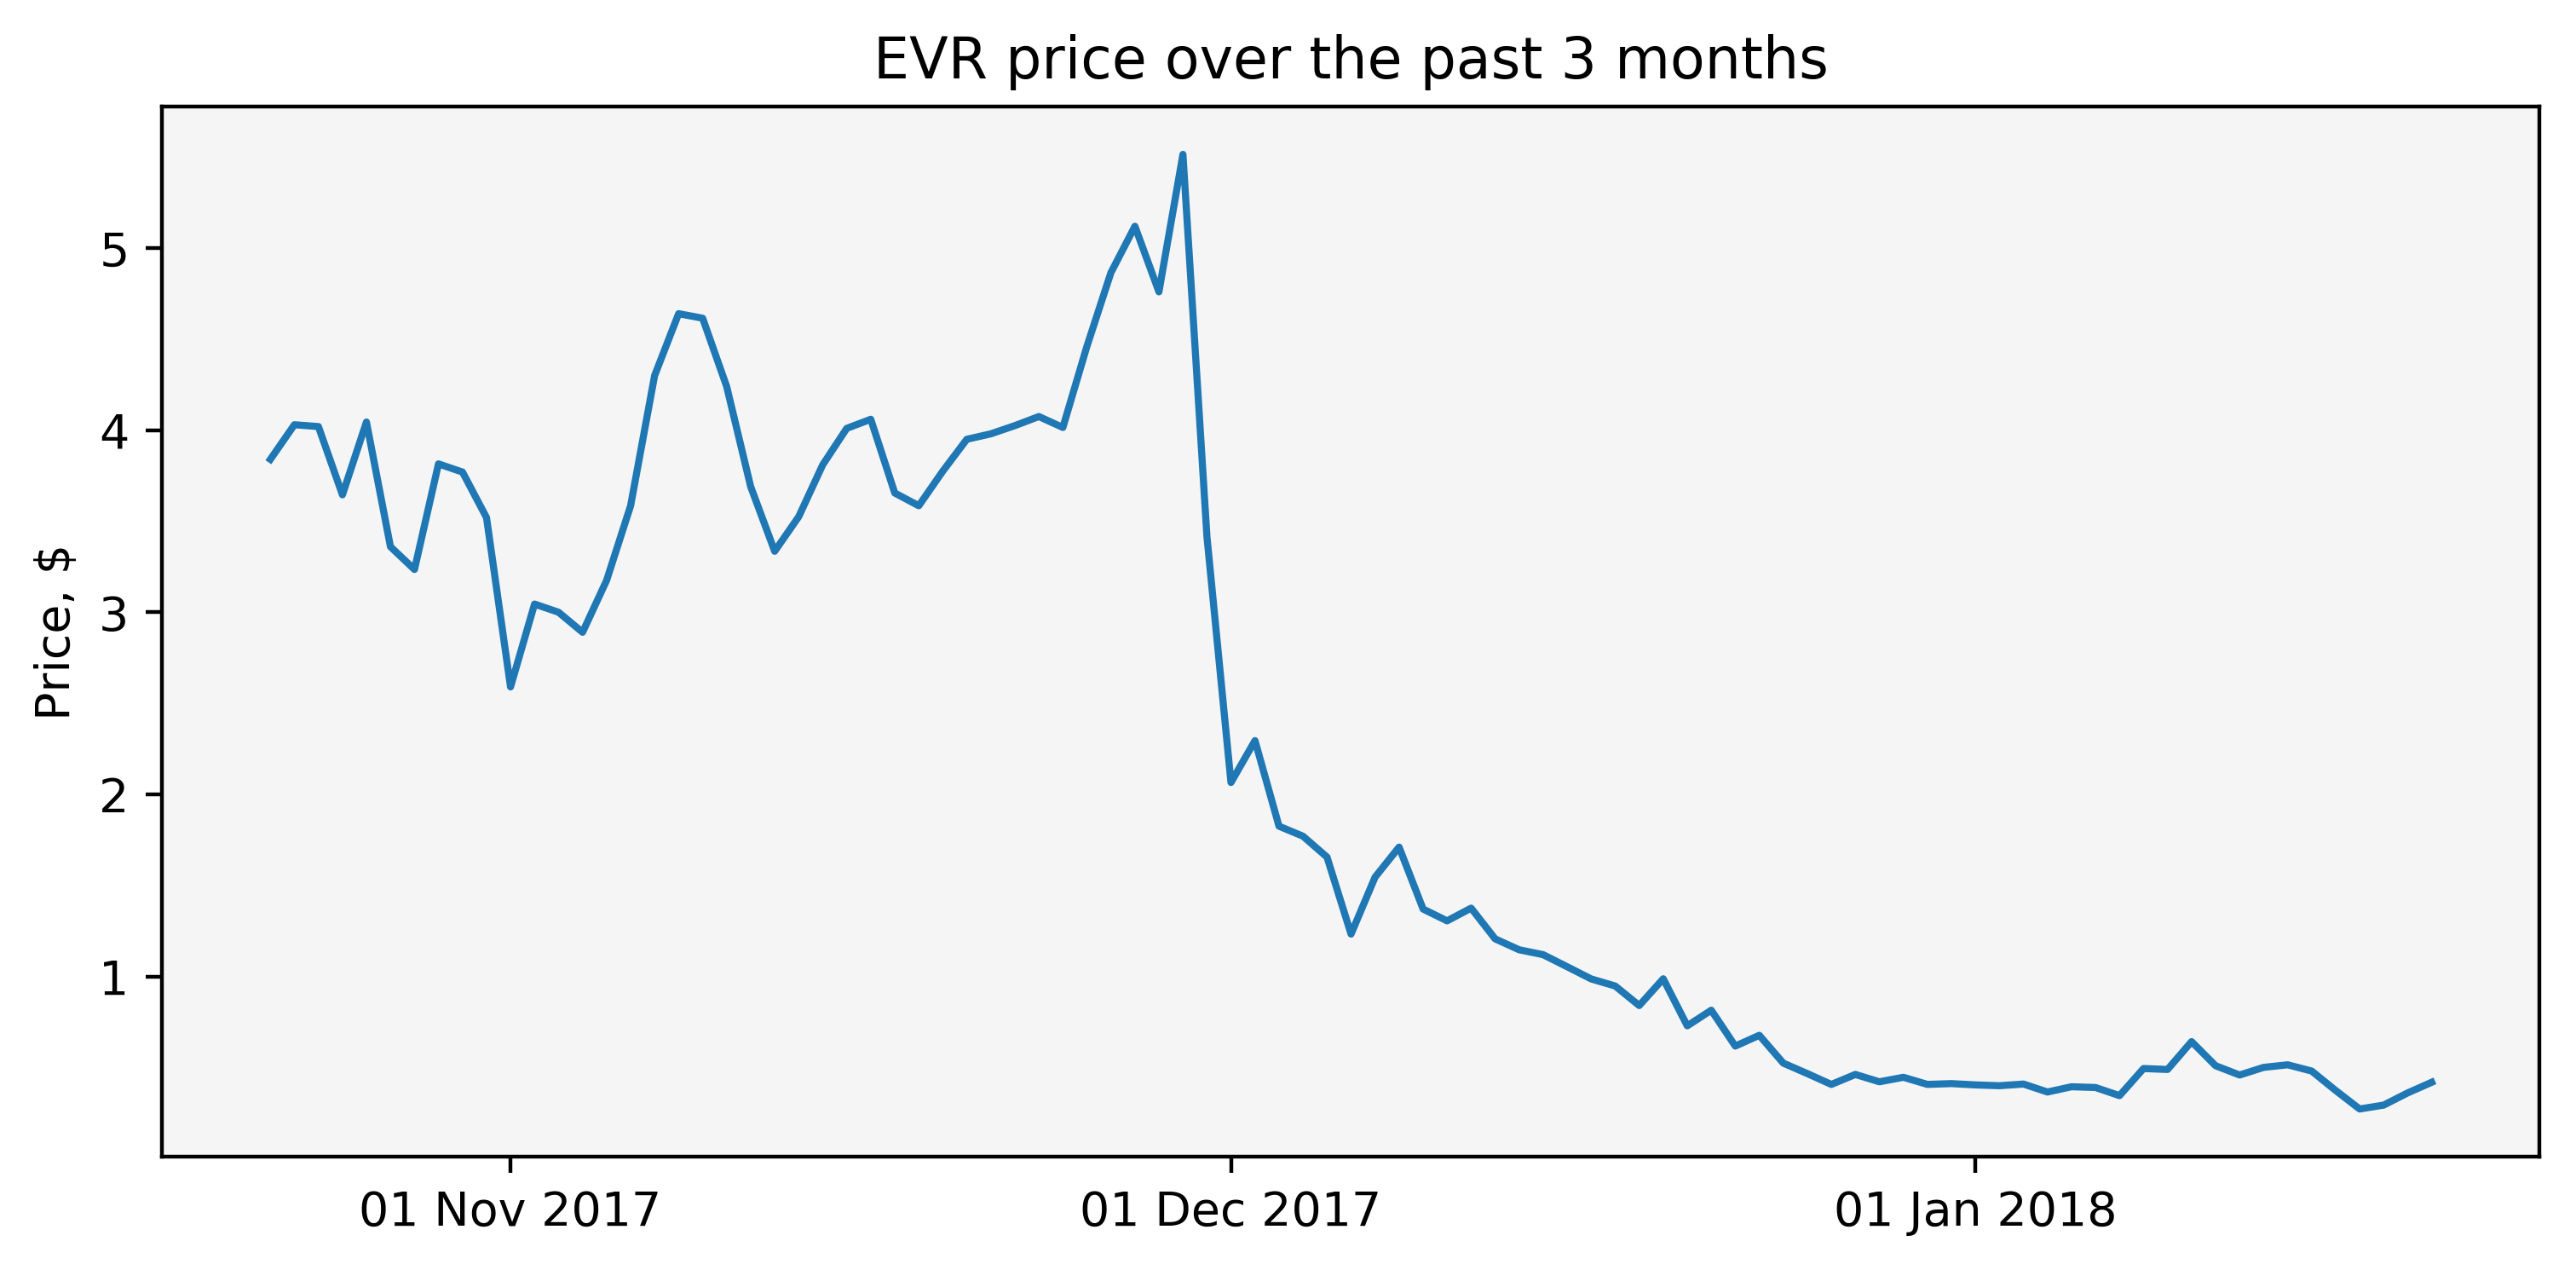 EVR price over the past 3 months
Price, $
5
4
3
2
1
01 Nov 2017
01 Dec 2017
01 Jan 2018